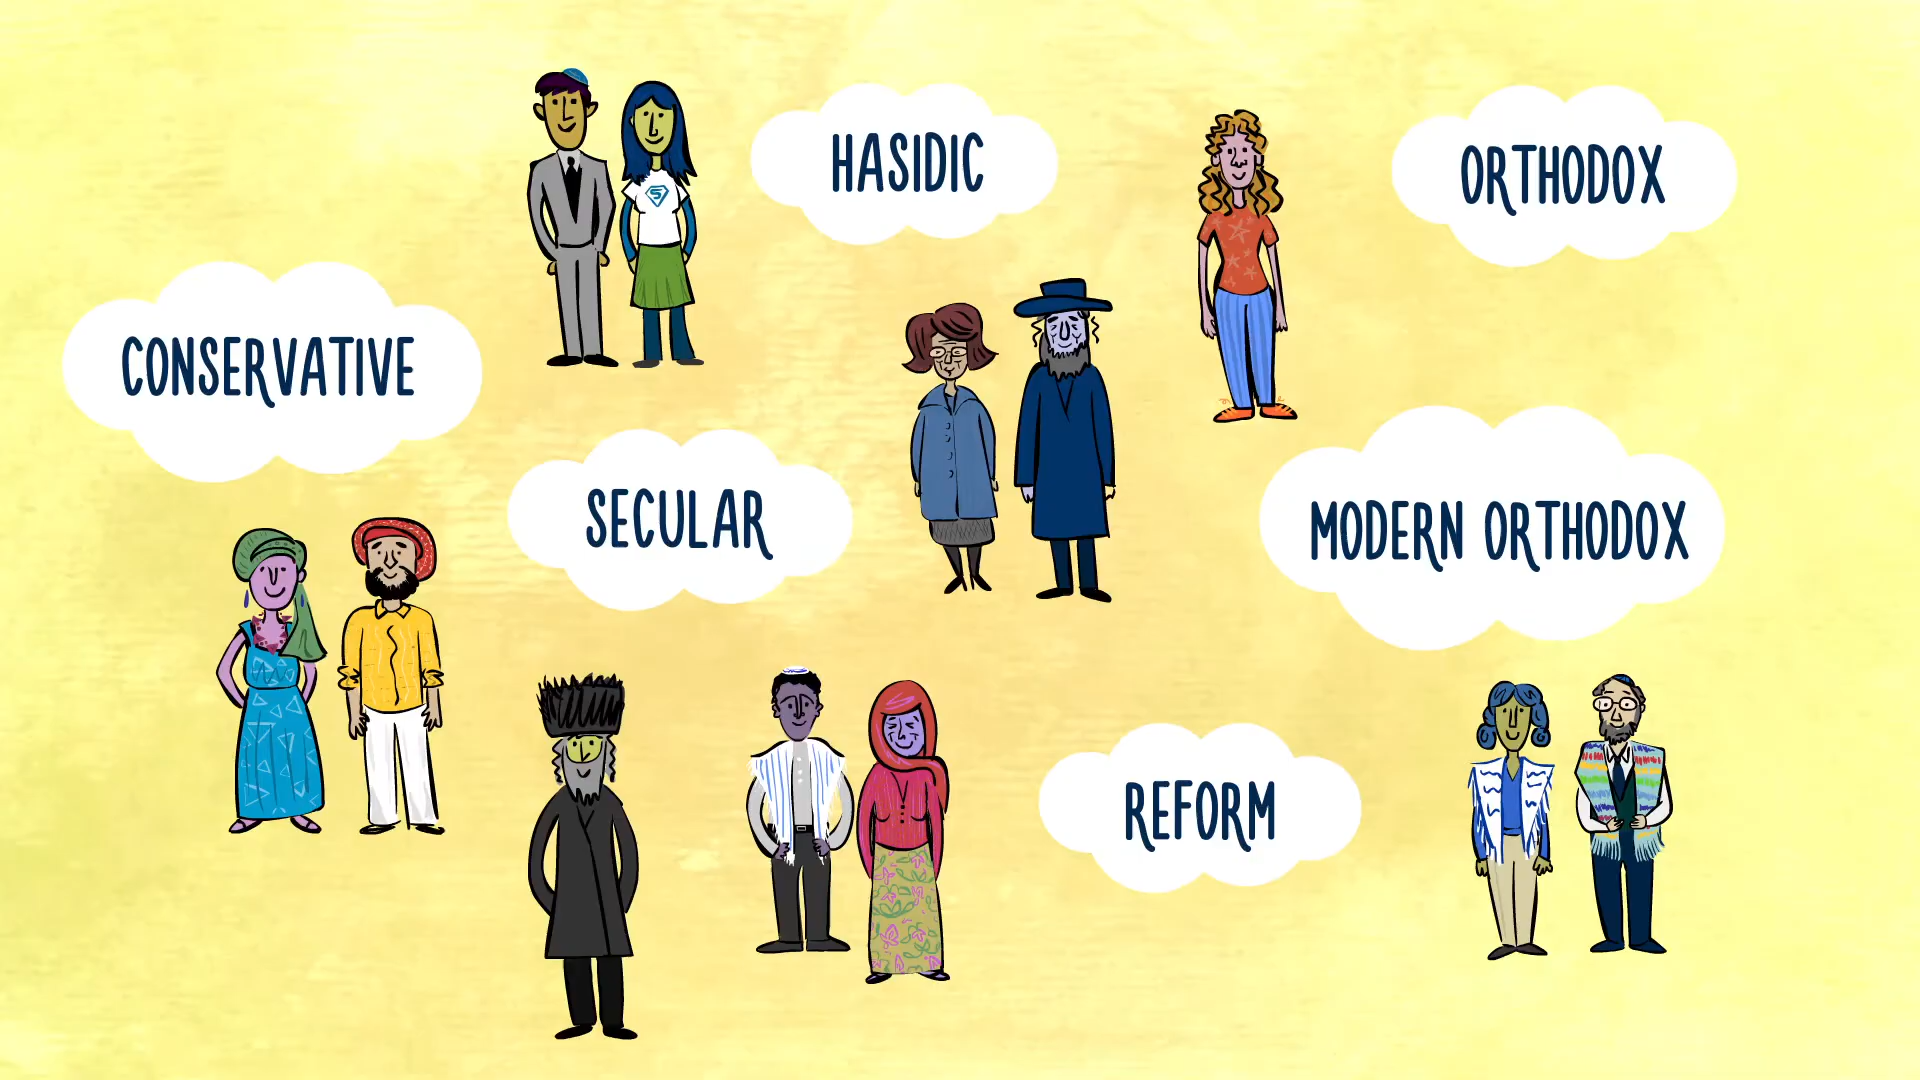 HASIDIC
ORTHODOX
CONSERVATIVE
SECULAR
MODERN ORTHODOX
REFORM
S